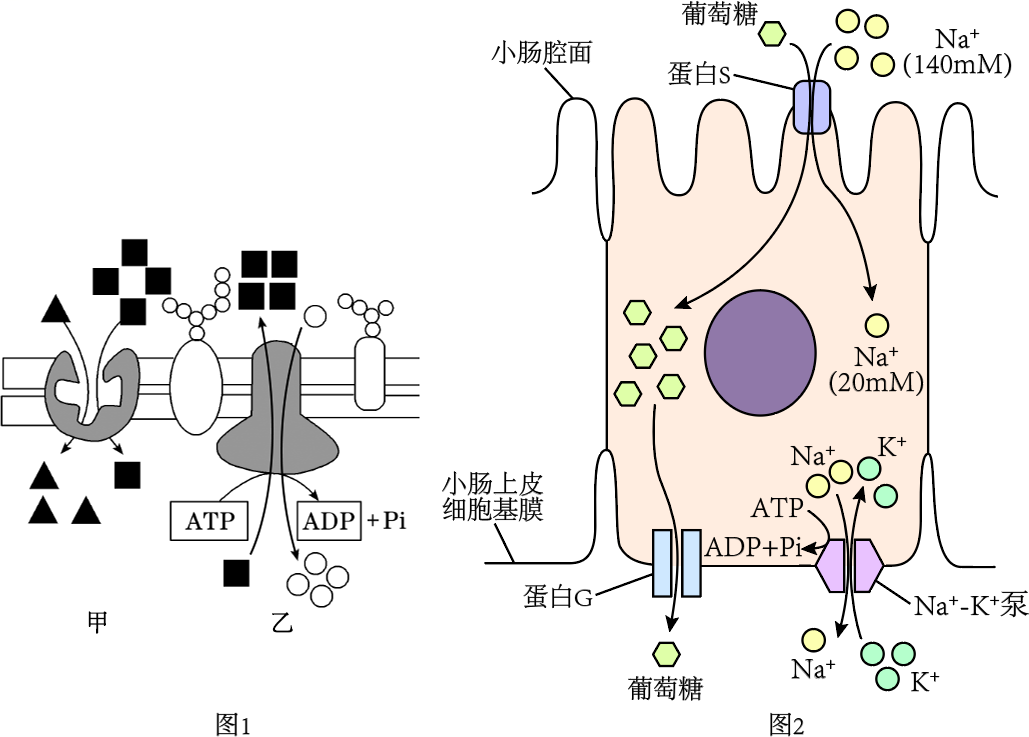 葡萄糖
Na⁺
(140mM)
小肠腔面
蛋白S
Na⁺
(20mM)
Na⁺
K⁺
小肠上皮
细胞基膜
ATP
ATP
ADP
+Pi
ADP+Pi
蛋白G
Na⁺-K⁺泵
甲
乙
Na⁺
K⁺
葡萄糖
图1
图2